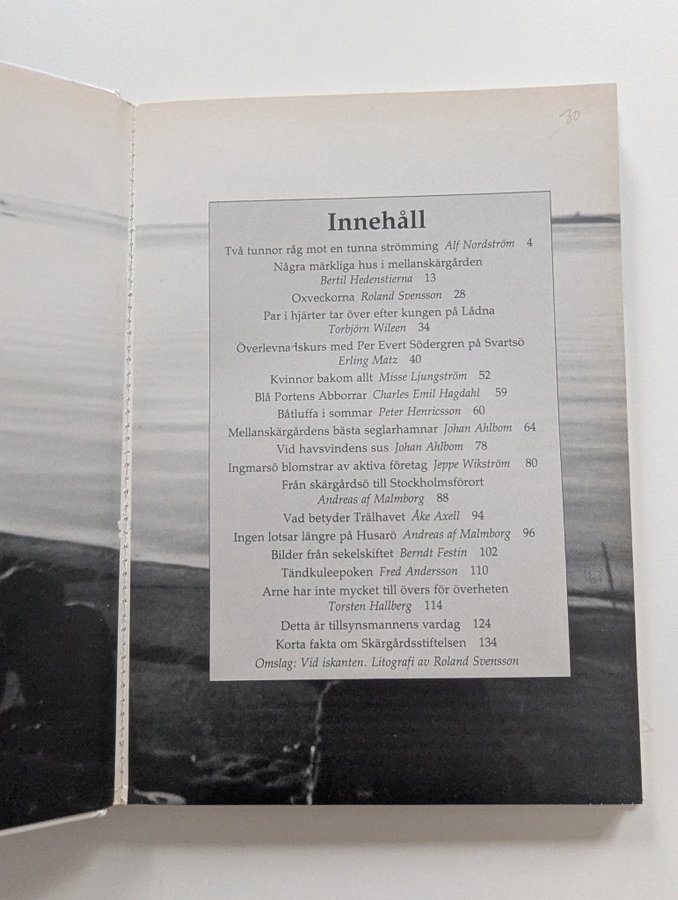 30
Innehåll
Två tunnor råg mot en tunna strömming Alf Nordström 4
Några märkliga hus i mellanskärgården
Bertil Hedenstierna 13
Oxveckorna Roland Svensson 28
Par i hjärter tar över efter kungen på Lådna
Torbjörn Wileen 34
Överlevnadskurs med Per Evert Södergren på Svartsö
Erling Matz 40
Kvinnor bakom allt Misse Ljungström 52
Blå Portens Abborrar Charles Emil Hagdahl 59
Båtluffa i sommar Peter Henricsson 60
Mellanskärgårdens bästa seglarhamnar Johan Ahlbom 64
Vid havsvindens sus Johan Ahlbom 78
Ingmarsö blomstrar av aktiva företag Jeppe Wikström 80
Från skärgårdsö till Stockholmsförort
Andreas af Malmborg 88
Vad betyder Trälhavet Åke Axell 94
Ingen lotsar längre på Husarö Andreas af Malmborg 96
Bilder från sekelskiftet Berndt Festin 102
Tändkuleepoken Fred Andersson 110
Arne har inte mycket till övers för överheten
Torsten Hallberg 114
Detta är tillsynsmannens vardag 124
Korta fakta om Skärgårdsstiftelsen 134
Omslag: Vid iskanten. Litografi av Roland Svensson